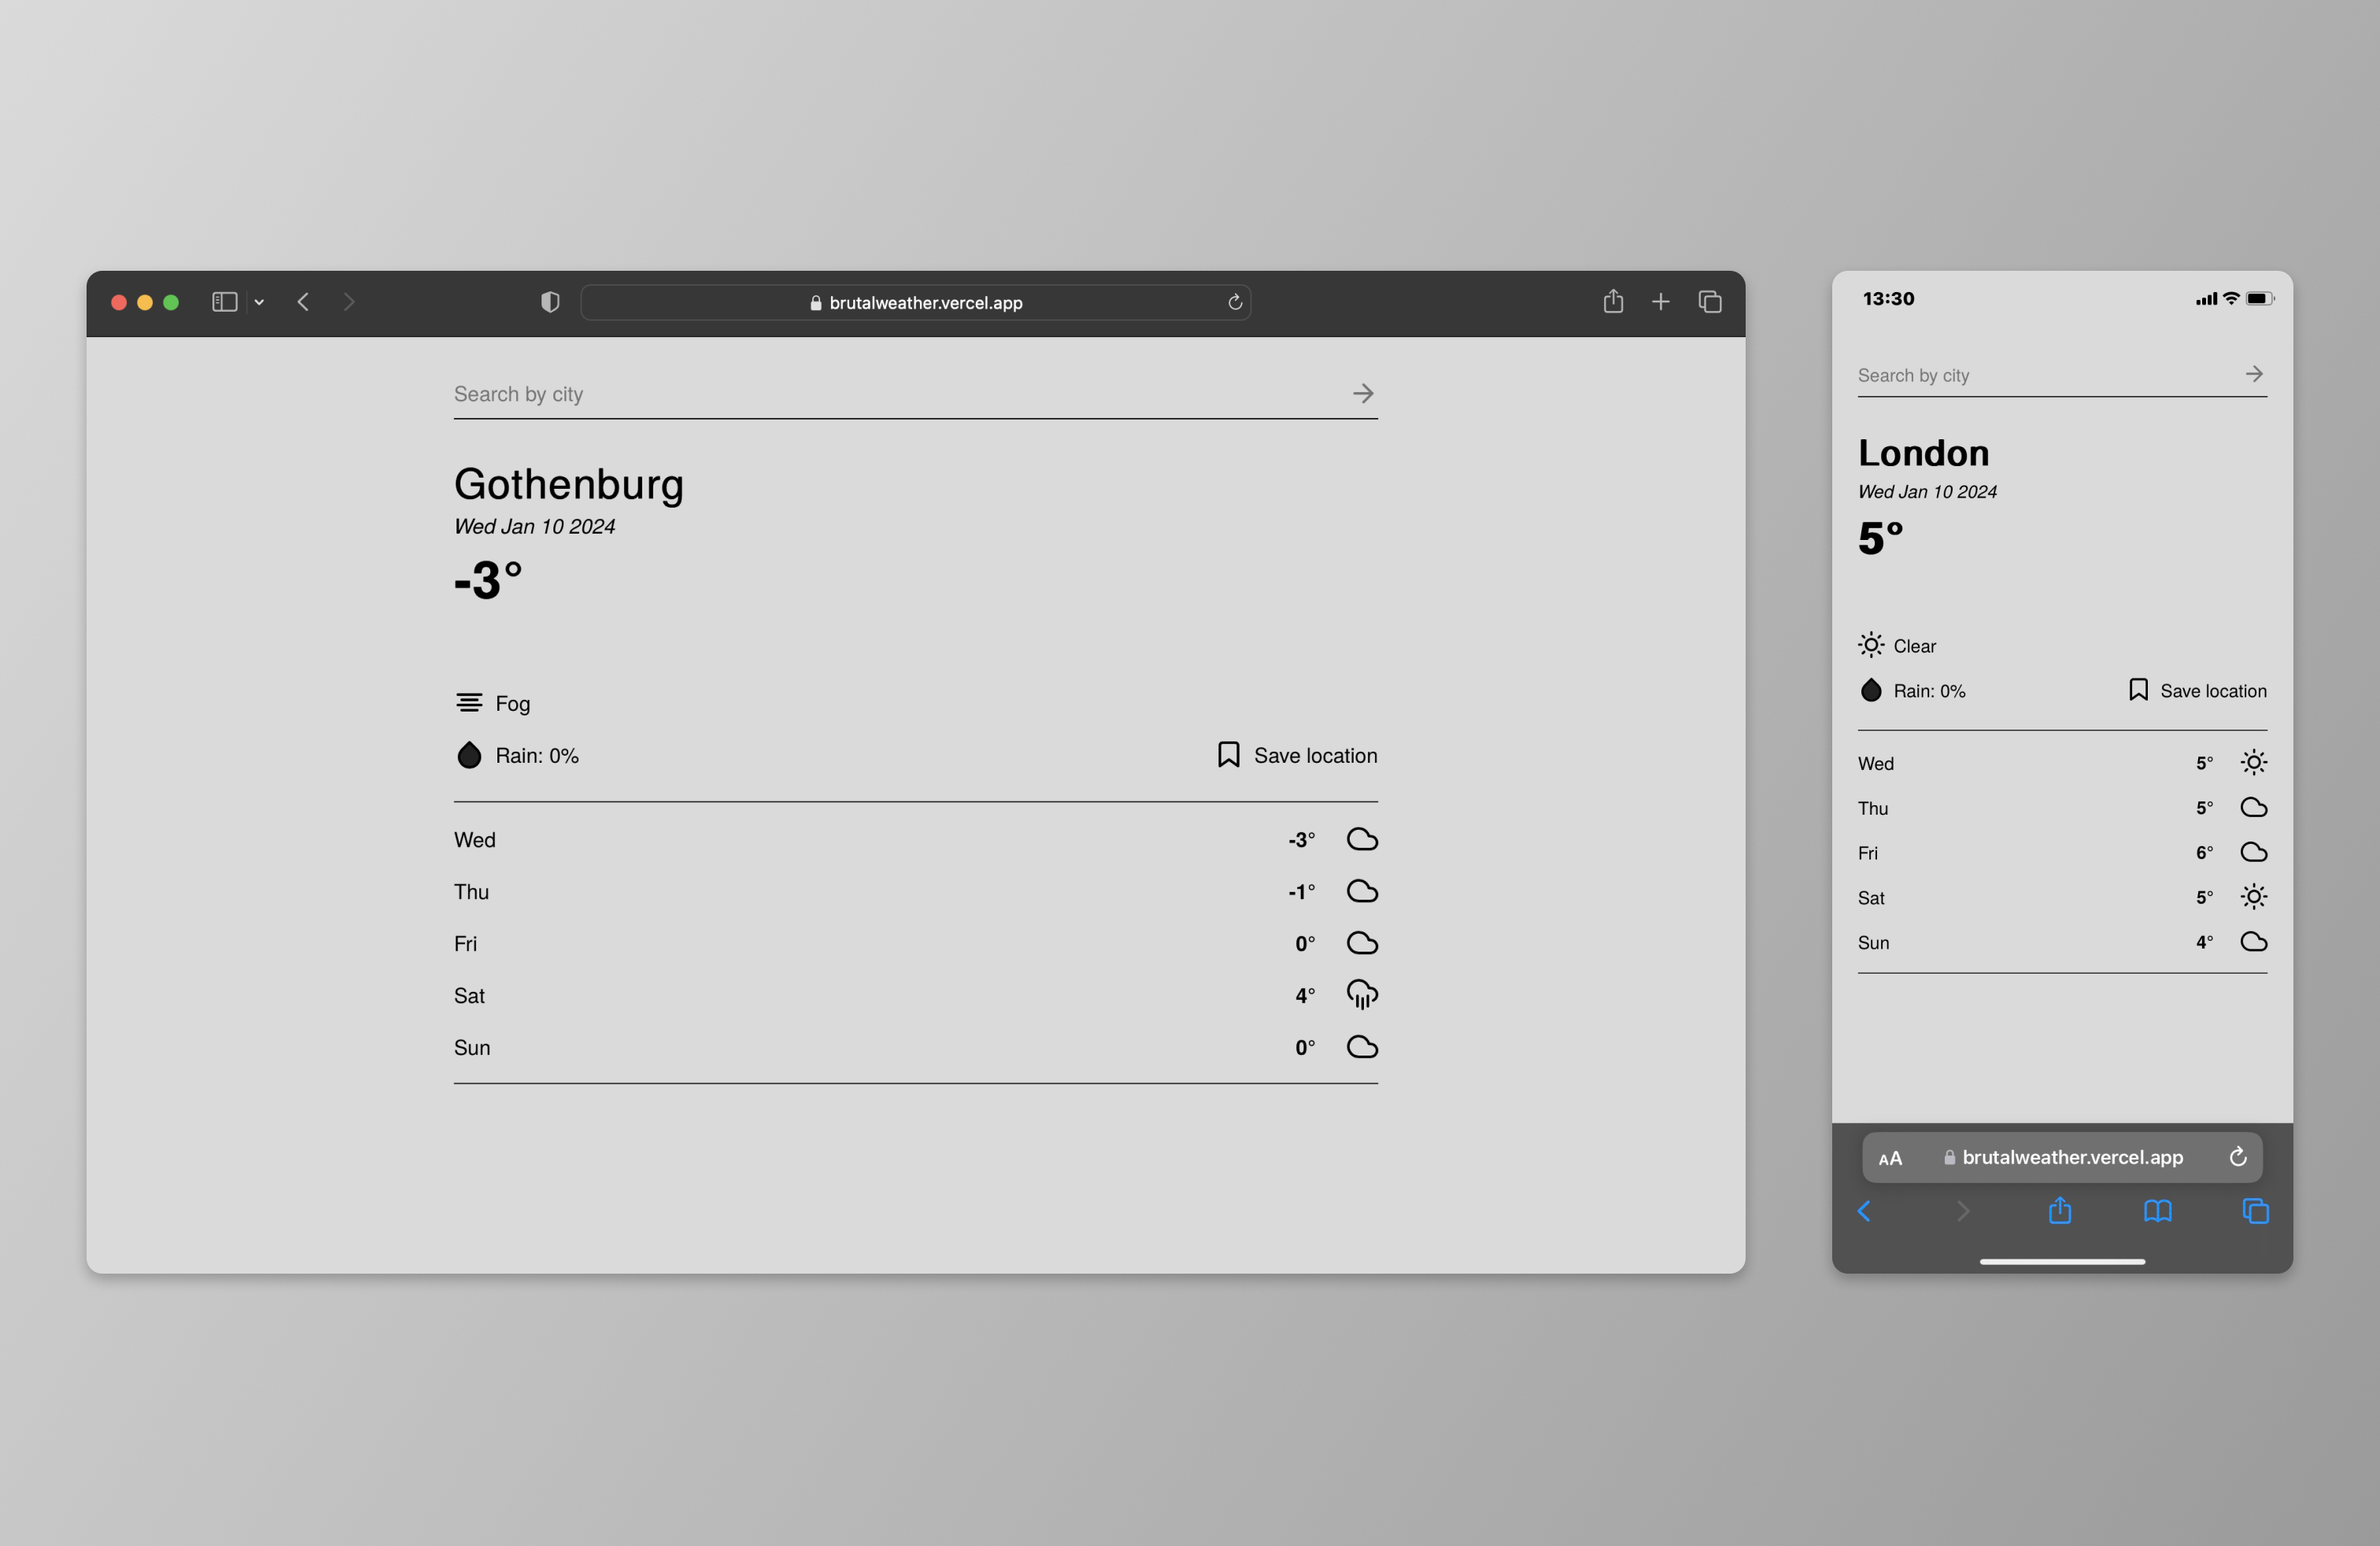 brutalweather.vercel.app
Search by city
Gothenburg
Wed Jan 10 2024
-3°
Fog
Rain: 0% Save location
Wed -3°
Thu -1°
Fri 0°
Sat 4°
Sun 0°
13:30
Search by city
London
Wed Jan 10 2024
5°
Clear
Rain: 0% Save location
Wed 5°
Thu 5°
Fri 6°
Sat 5°
Sun 4°
AA brutalweather.vercel.app